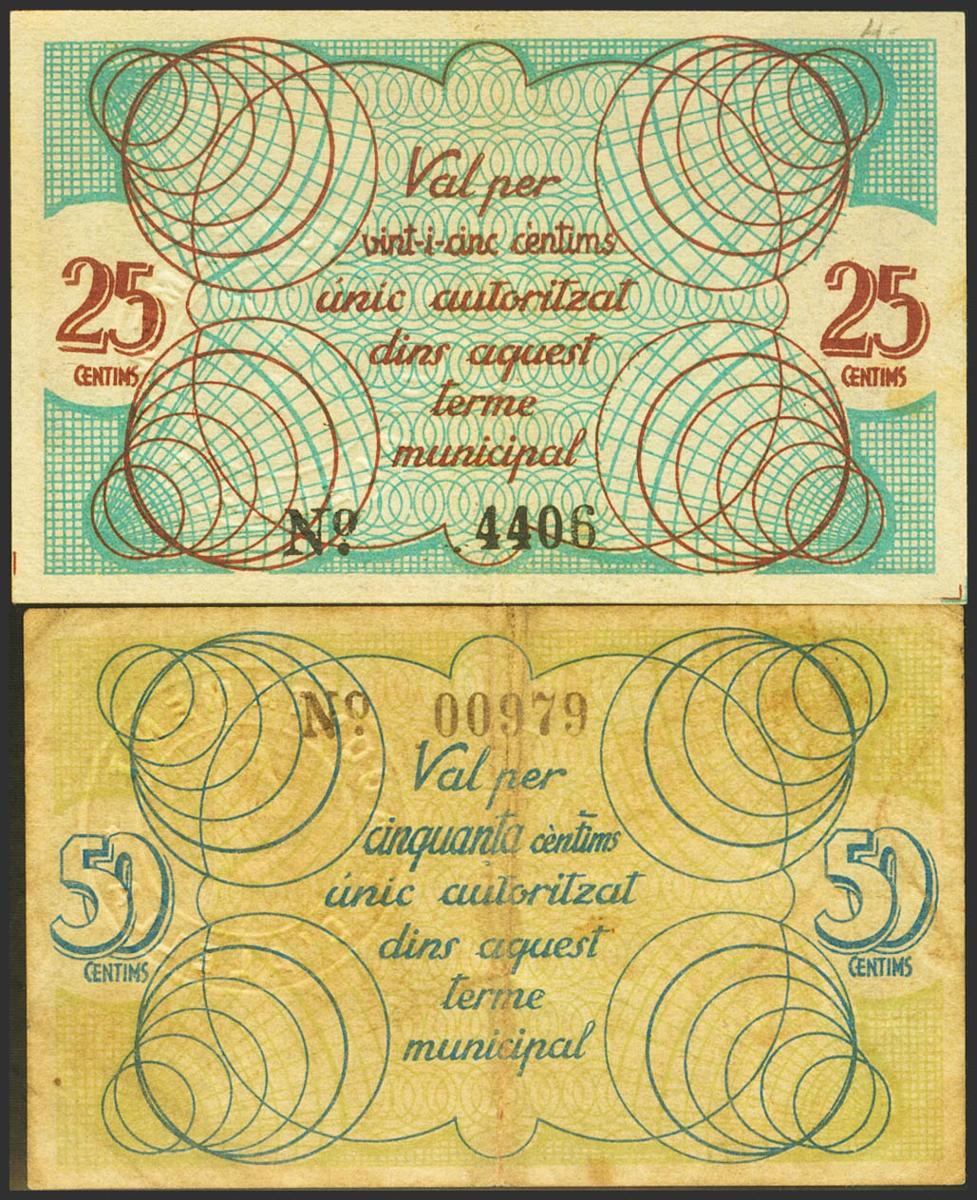 4-
Val per
vint-i-cinc cèntims
únic autoritzat
dins aquest
terme
municipal
25
CENTIMS
25
CENTIMS
Nº 4406
Nº 00979
Val per
cinquanta cèntims
únic autoritzat
dins aquest
terme
municipal
50
CENTIMS
50
CENTIMS